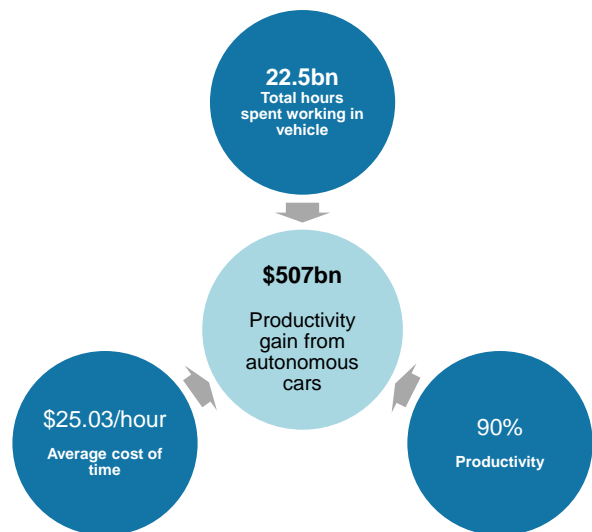 22.5bn
Total hours
spent working in
vehicle
$507bn
Productivity
gain from
autonomous
cars
$25.03/hour
Average cost of
time
90%
Productivity